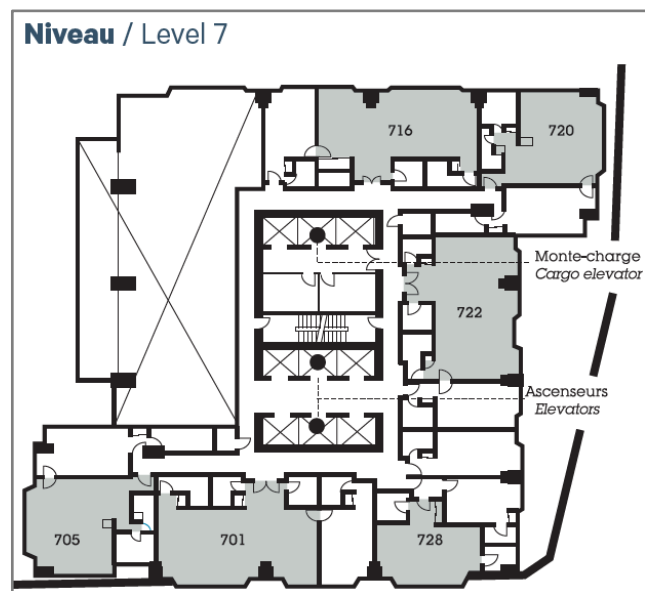 Niveau / Level 7
716
720
Monte-charge
Cargo elevator
722
Ascenseurs
Elevators
705
701
728